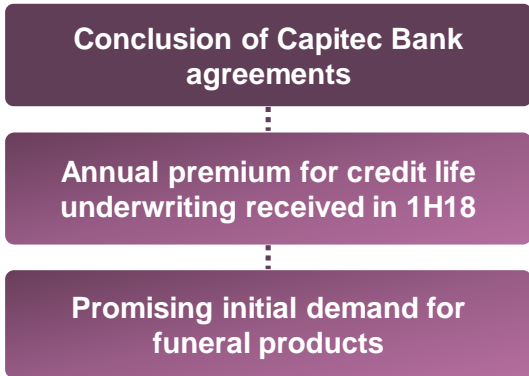 Conclusion of Capitec Bank
agreements
Annual premium for credit life
underwriting received in 1H18
Promising initial demand for
funeral products